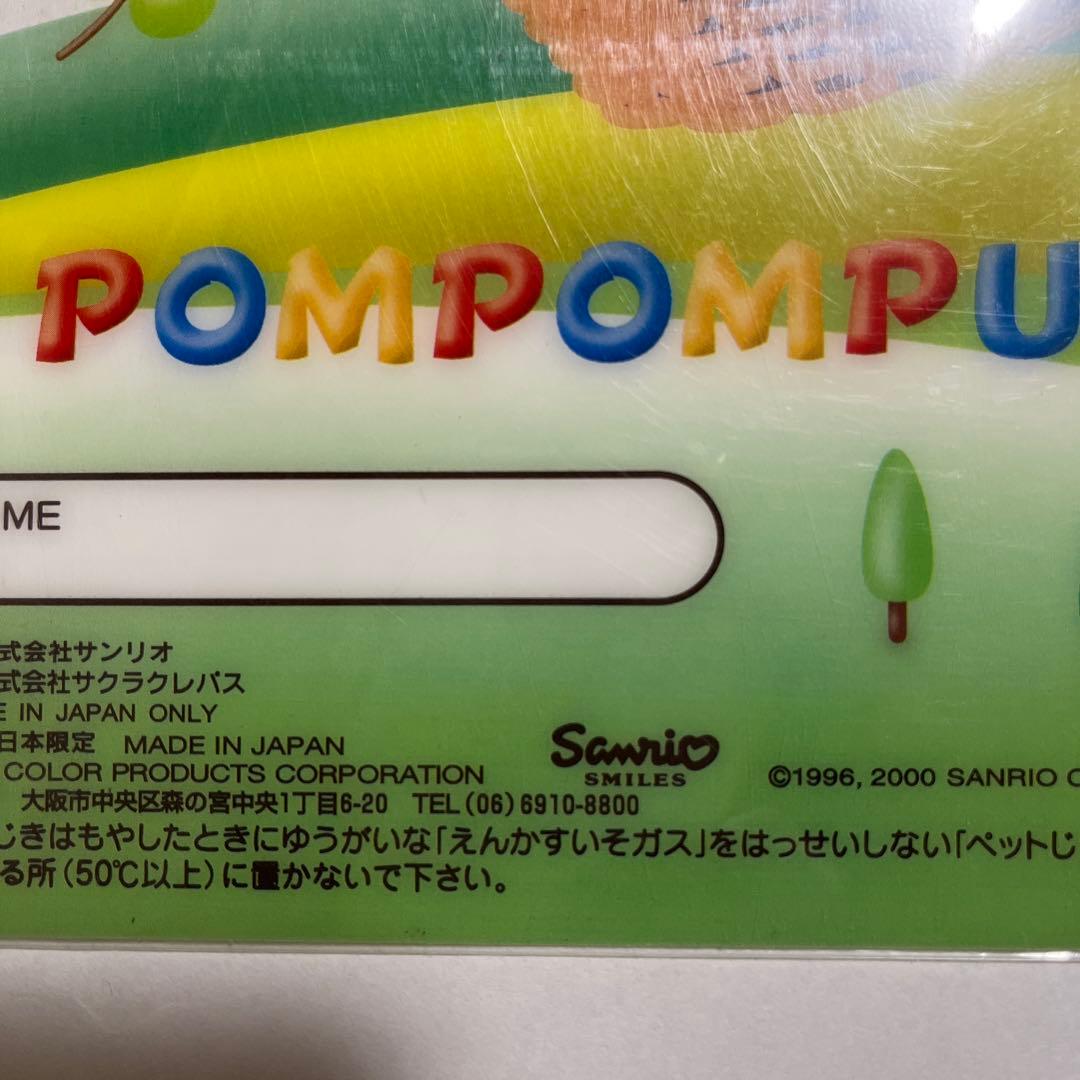 POMPOMPU
ME
式会社サンリオ
式会社サクラクレパス
E IN JAPAN ONLY
日本限定 MADE IN JAPAN
COLOR PRODUCTS CORPORATION
大阪市中央区森の宮中央1丁目6-20 TEL(06)6910-8800
Sanrio
SMILES
©1996, 2000 SANRIO C
じきはもやしたときにゆうがいな「えんかすいそガス」をはっせいしない「ペットじ
る所(50℃以上)に置かないで下さい。